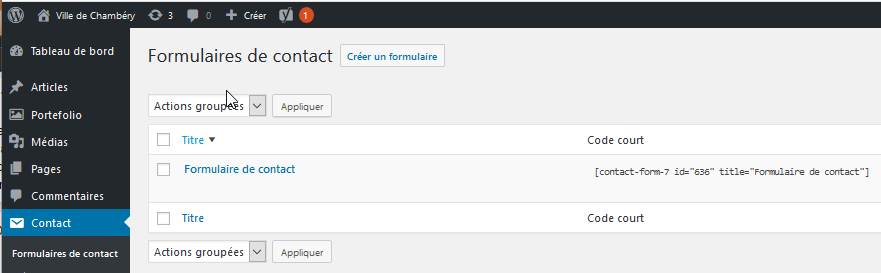 Ville de Chambéry 3 0 Créer 1
Tableau de bord
Articles
Portefolio
Médias
Pages
Commentaires
Contact
Formulaires de contact
Formulaires de contact Créer un formulaire
Actions groupées Appliquer
Titre Code court
Formulaire de contact [contact-form-7 id="636" title="Formulaire de contact"]
Titre Code court
Actions groupées Appliquer